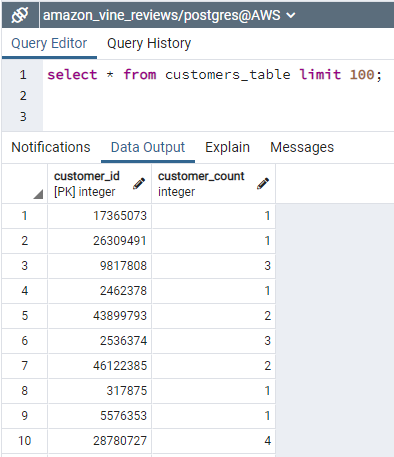 amazon_vine_reviews/postgres@AWS
Query Editor Query History
1 select * from customers_table limit 100;
2
3
Notifications Data Output Explain Messages
customer_id customer_count
[PK] integer integer
1 17365073 1
2 26309491 1
3 9817808 3
4 2462378 1
5 43899793 2
6 2536374 3
7 46122385 2
8 317875 1
9 5576353 1
10 28780727 4